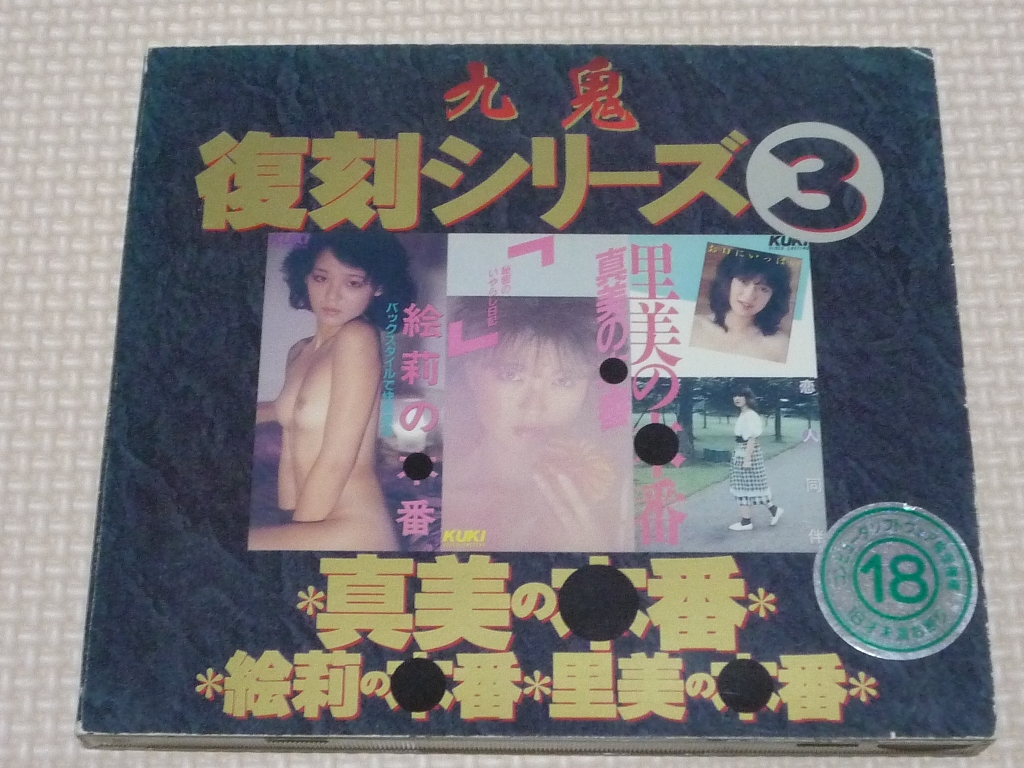 九鬼
復刻シリーズ3
KUKI
絵莉の●番
KUKI
真美の●番
里美の●番
KUKI
恋人同伴
*真美の●番*
*絵莉の●番*里美の●番*
18